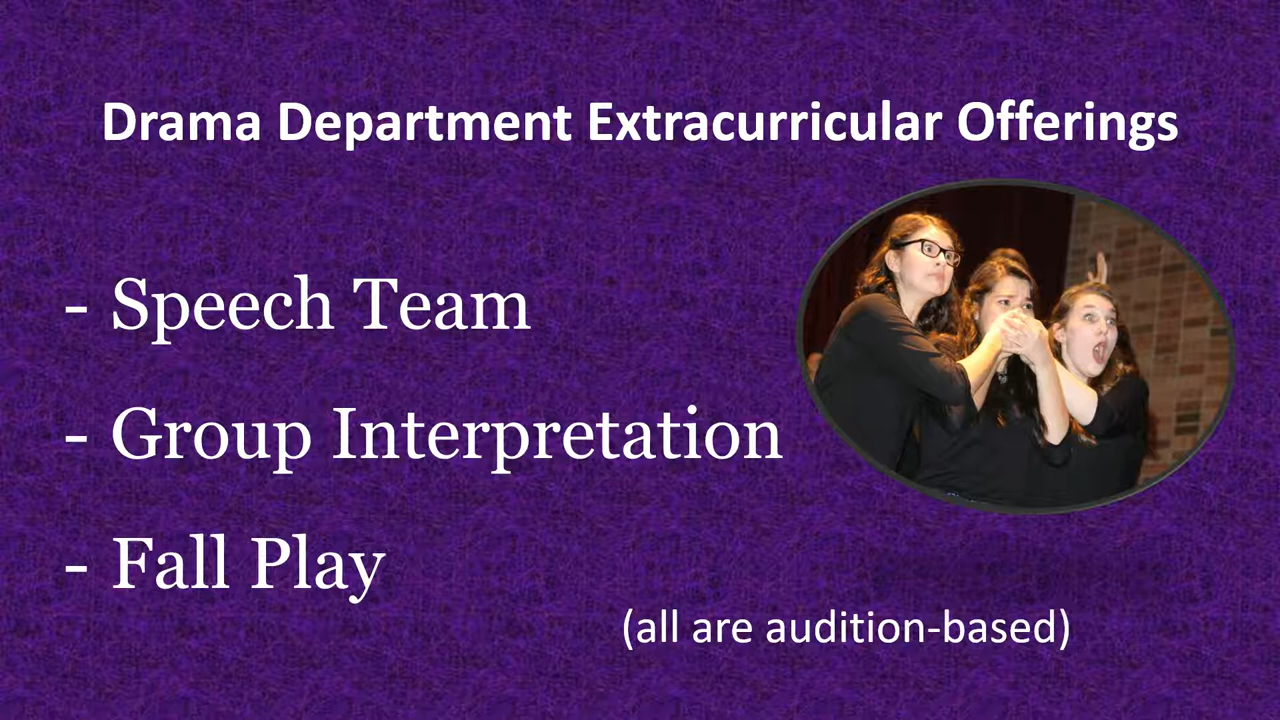 Drama Department Extracurricular Offerings
- Speech Team
- Group Interpretation
- Fall Play
(all are audition-based)